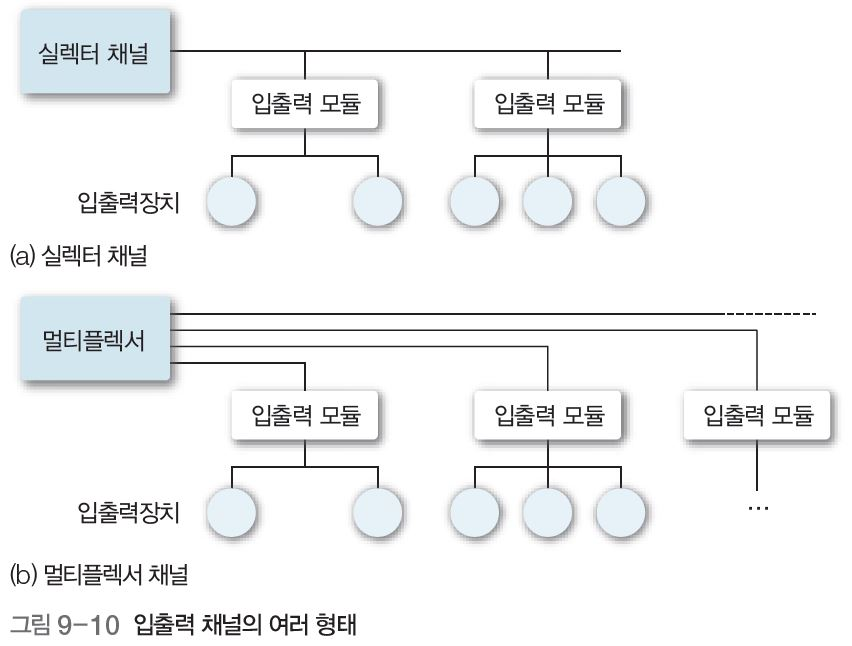 실렉터 채널
입출력 모듈
입출력 모듈
입출력장치
(a) 실렉터 채널
멀티플렉서
입출력 모듈
입출력 모듈
입출력 모듈
입출력장치
...
(b) 멀티플렉서 채널
그림 9-10 입출력 채널의 여러 형태